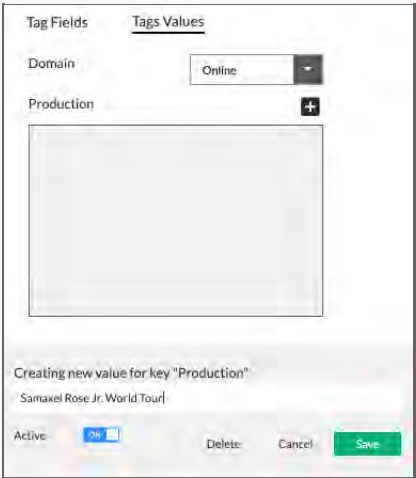 Tag Fields Tags Values
Domain Online
Production
Creating new value for key "Production"
Samaxel Rose Jr. World Tour
Active ON
Delete Cancel Save